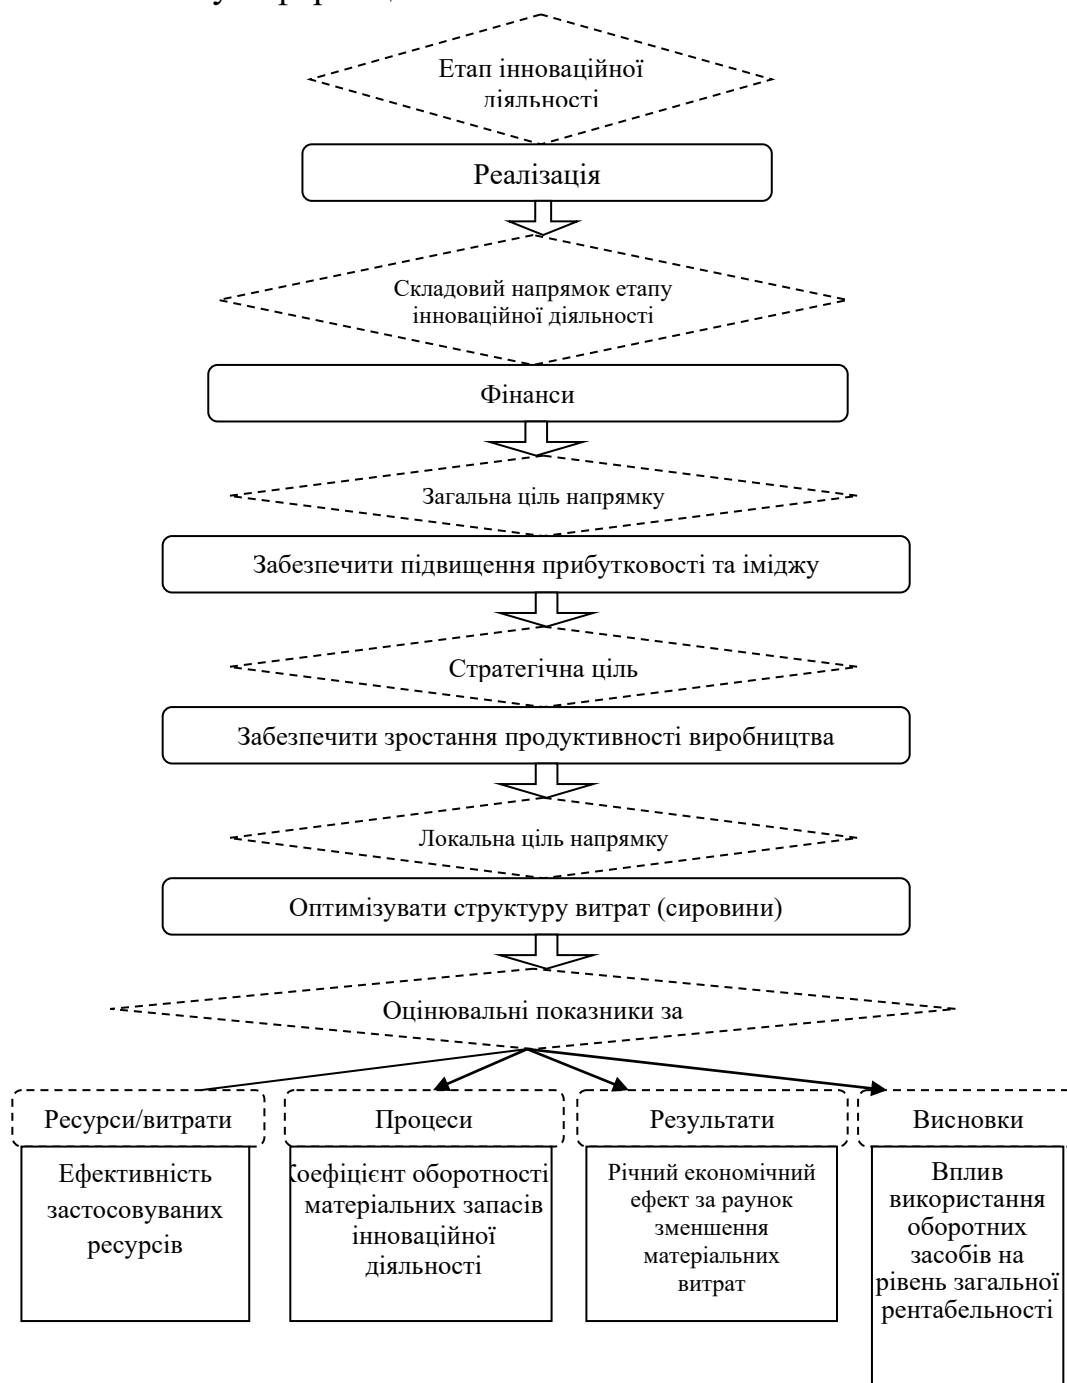 Етап інноваційної
діяльності
Реалізація
Складовий напрямок етапу
інноваційної діяльності
Фінанси
Загальна ціль напрямку
Забезпечити підвищення прибутковості та іміджу
Стратегічна ціль
Забезпечити зростання продуктивності виробництва
Локальна ціль напрямку
Оптимізувати структуру витрат (сировини)
Оцінювальні показники за
Ресурси/витрати
Ефективність
застосовуваних
ресурсів
Процеси
Коефіцієнт оборотності
матеріальних запасів
інноваційної
діяльності
Результати
Річний економічний
ефект за раунок
зменшення
матеріальних
витрат
Висновки
Вплив
використання
оборотних
засобів на
рівень загальної
рентабельності